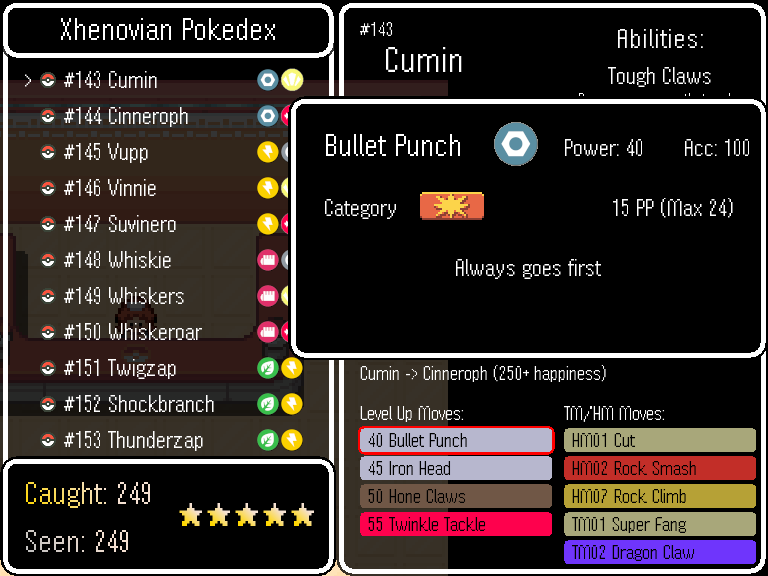 Xhenovian Pokedex
> #143 Cumin
#144 Cinneroph
#145 Vupp
#146 Vinnie
#147 Suvinero
#148 Whiskie
#149 Whiskers
#150 Whiskeroar
#151 Twigzap
#152 Shockbranch
#153 Thunderzap
Caught: 249
Seen: 249
#143
Cumin
Abilities:
Tough Claws
Bullet Punch
Power: 40
Acc: 100
Category
15 PP (Max 24)
Always goes first
Cumin -> Cinneroph (250+ happiness)
Level Up Moves:
40 Bullet Punch
45 Iron Head
50 Hone Claws
55 Twinkle Tackle
TM/HM Moves:
HM01 Cut
HM02 Rock Smash
HM07 Rock Climb
TM01 Super Fang
TM02 Dragon Claw